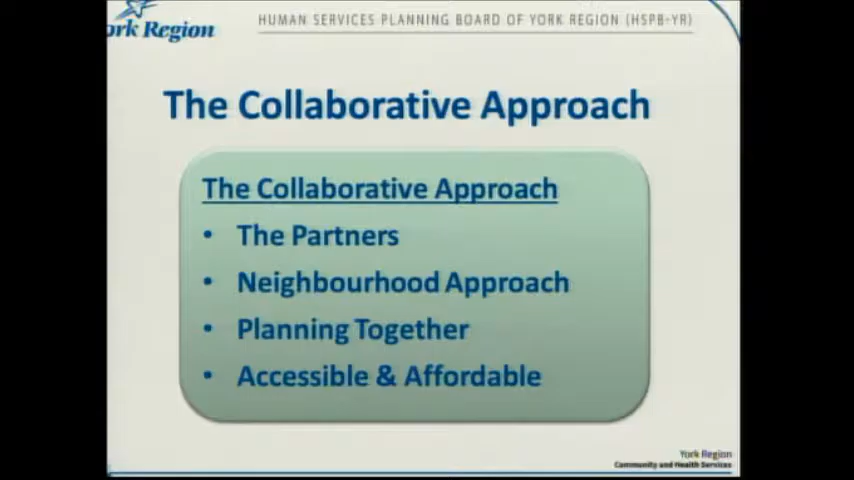 ork Region
HUMAN SERVICES PLANNING BOARD OF YORK REGION (HSPB-YR)
The Collaborative Approach
The Collaborative Approach
• The Partners
• Neighbourhood Approach
• Planning Together
• Accessible & Affordable
York Region
Community and Health Services